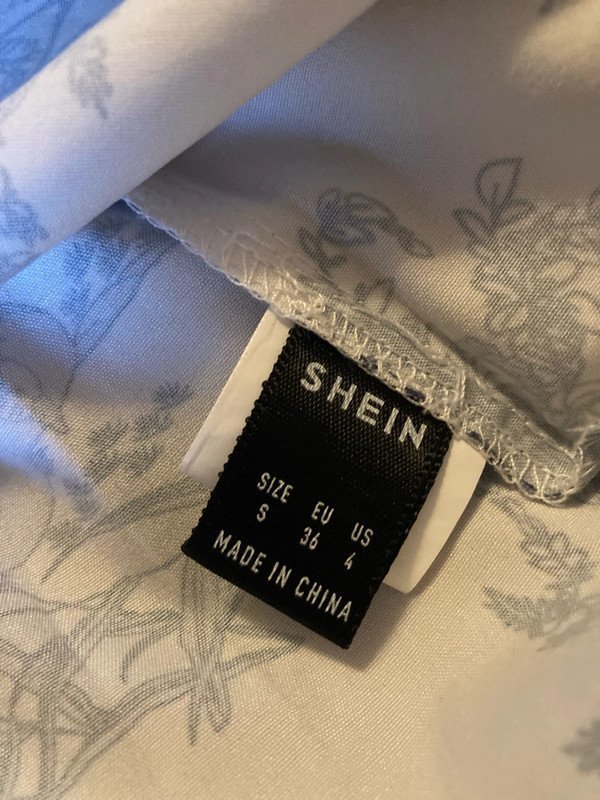 SHEIN
SIZE EU US
S 36 4
MADE IN CHINA